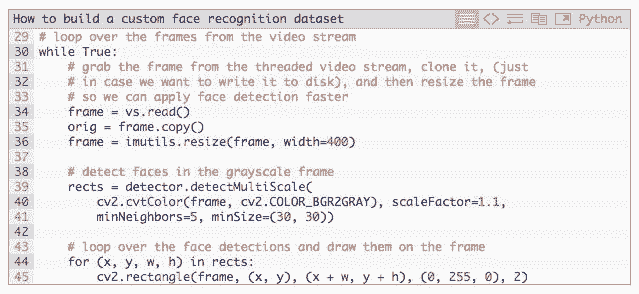 How to build a custom face recognition dataset Python
29 # loop over the frames from the video stream
30 while True:
31     # grab the frame from the threaded video stream, clone it, (just
32     # in case we want to write it to disk), and then resize the frame
33     # so we can apply face detection faster
34     frame = vs.read()
35     orig = frame.copy()
36     frame = imutils.resize(frame, width=400)
37
38     # detect faces in the grayscale frame
39     rects = detector.detectMultiScale(
40         cv2.cvtColor(frame, cv2.COLOR_BGR2GRAY), scaleFactor=1.1,
41         minNeighbors=5, minSize=(30, 30))
42
43     # loop over the face detections and draw them on the frame
44     for (x, y, w, h) in rects:
45         cv2.rectangle(frame, (x, y), (x + w, y + h), (0, 255, 0), 2)